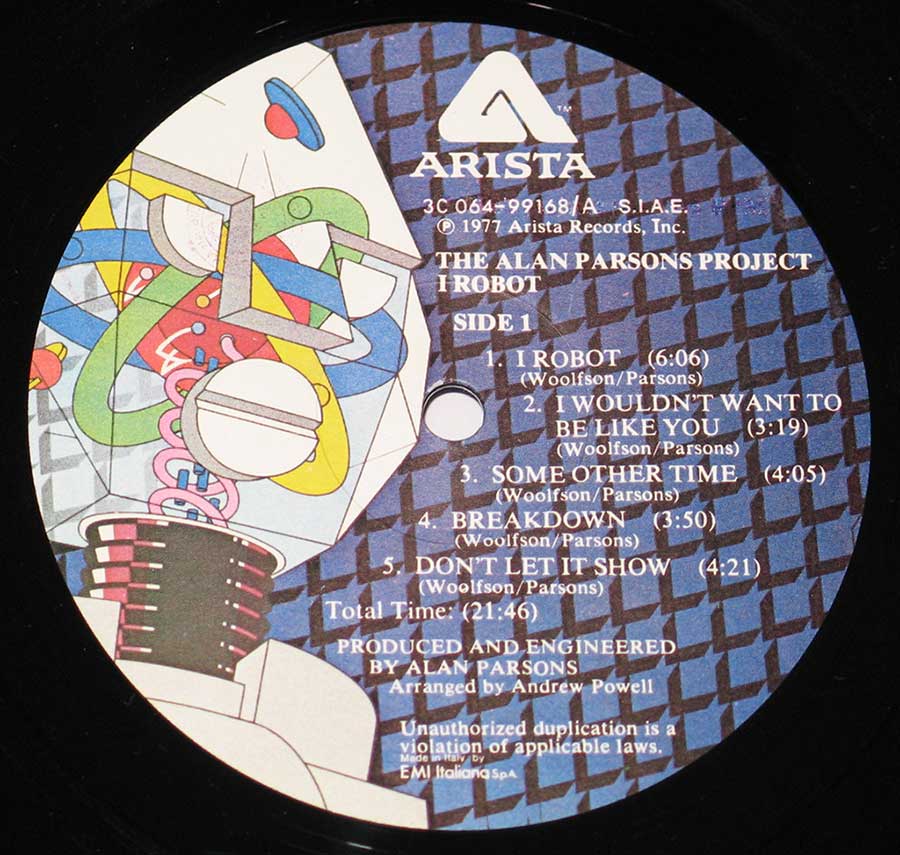 ™
ARISTA
3C 064-99168/A S.I.A.E.
℗ 1977 Arista Records, Inc.
THE ALAN PARSONS PROJECT
I ROBOT
SIDE 1
1. I ROBOT (6:06)
(Woolfson/Parsons)
2. I WOULDN'T WANT TO
BE LIKE YOU (3:19)
(Woolfson/Parsons)
3. SOME OTHER TIME (4:05)
(Woolfson/Parsons)
4. BREAKDOWN (3:50)
(Woolfson/Parsons)
5. DON'T LET IT SHOW (4:21)
(Woolfson/Parsons)
Total Time: (21:46)
PRODUCED AND ENGINEERED
BY ALAN PARSONS
Arranged by Andrew Powell
Unauthorized duplication is a
violation of applicable laws.
Made in Italy by
EMI Italiana S.p.A.